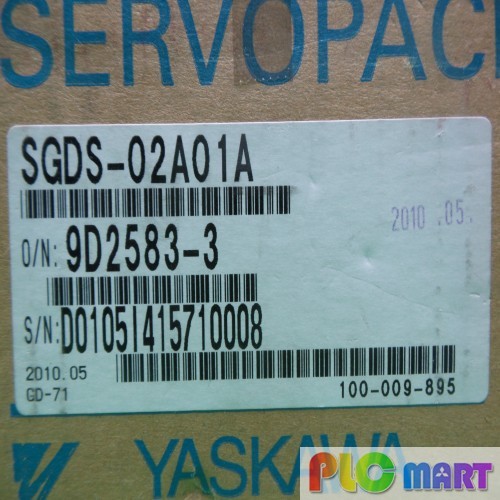 SERVOPACK
SGDS-02A01A
2010.05.
O/N: 9D2583-3
S/N: D0105I415710008
2010.05
GD-71
100-009-895
YASKAWA
PLC MART